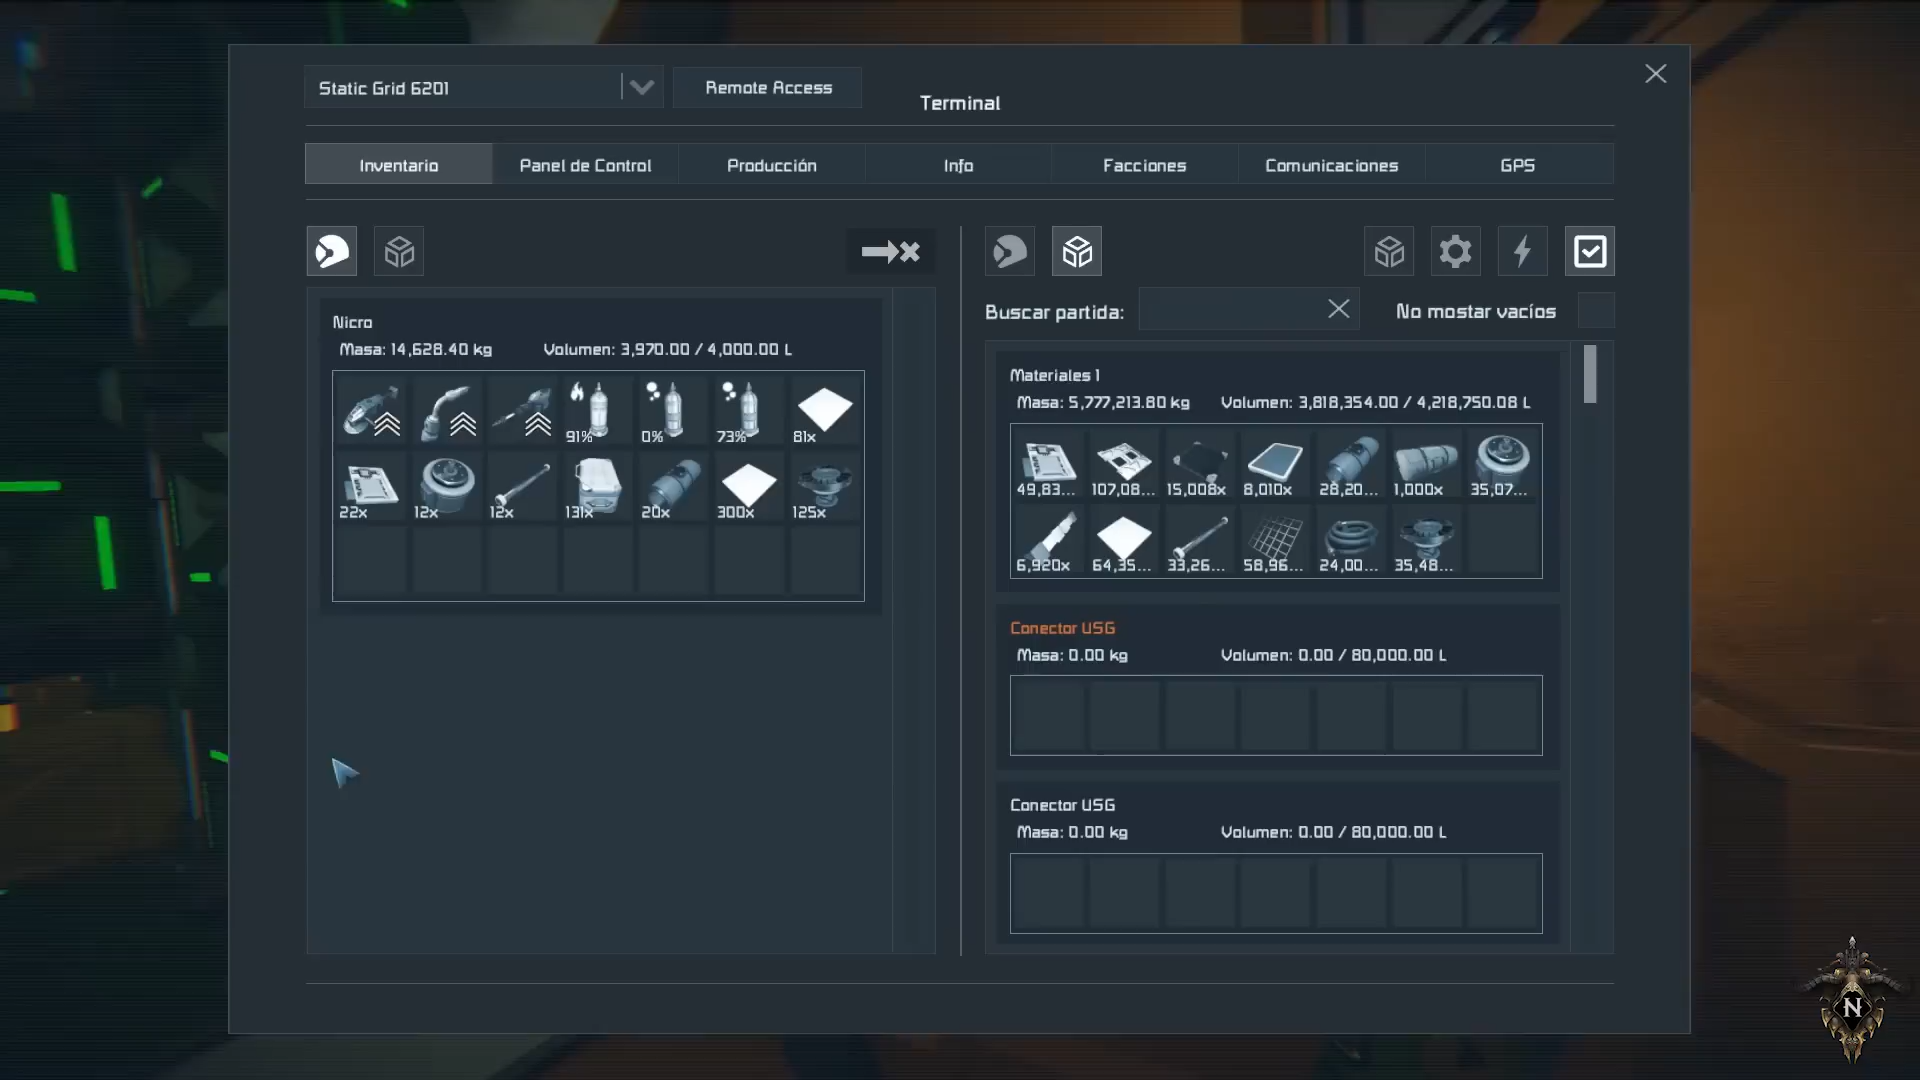 Static Grid 6201
Remote Access
Terminal
Inventario
Panel de Control
Producción
Info
Facciones
Comunicaciones
GPS
Nicro
Masa: 14,628.40 kg
Volumen: 3,970.00 / 4,000.00 L
91%
0%
73%
81x
22x
12x
12x
131x
20x
300x
125x
Buscar partida:
No mostar vacíos
Materiales 1
Masa: 5,777,213.80 kg
Volumen: 3,818,354.00 / 4,218,750.08 L
49,83...
107,08...
15,008x
8,010x
28,20...
1,000x
35,07...
6,920x
64,35...
33,26...
58,96...
24,00...
35,48...
Conector USG
Masa: 0.00 kg
Volumen: 0.00 / 80,000.00 L
Conector USG
Masa: 0.00 kg
Volumen: 0.00 / 80,000.00 L
N